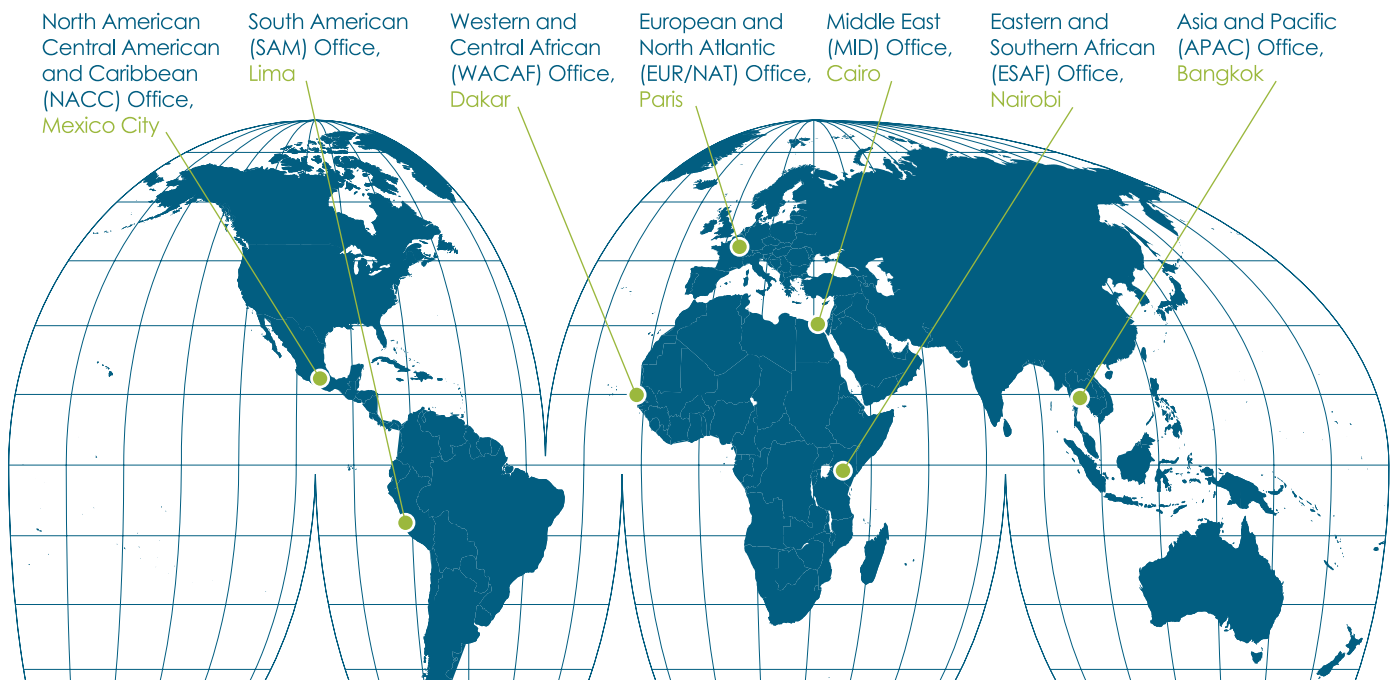 North American
Central American
and Caribbean
(NACC) Office,
Mexico City
South American
(SAM) Office,
Lima
Western and
Central African
(WACAF) Office,
Dakar
European and
North Atlantic
(EUR/NAT) Office,
Paris
Middle East
(MID) Office,
Cairo
Eastern and
Southern African
(ESAF) Office,
Nairobi
Asia and Pacific
(APAC) Office,
Bangkok